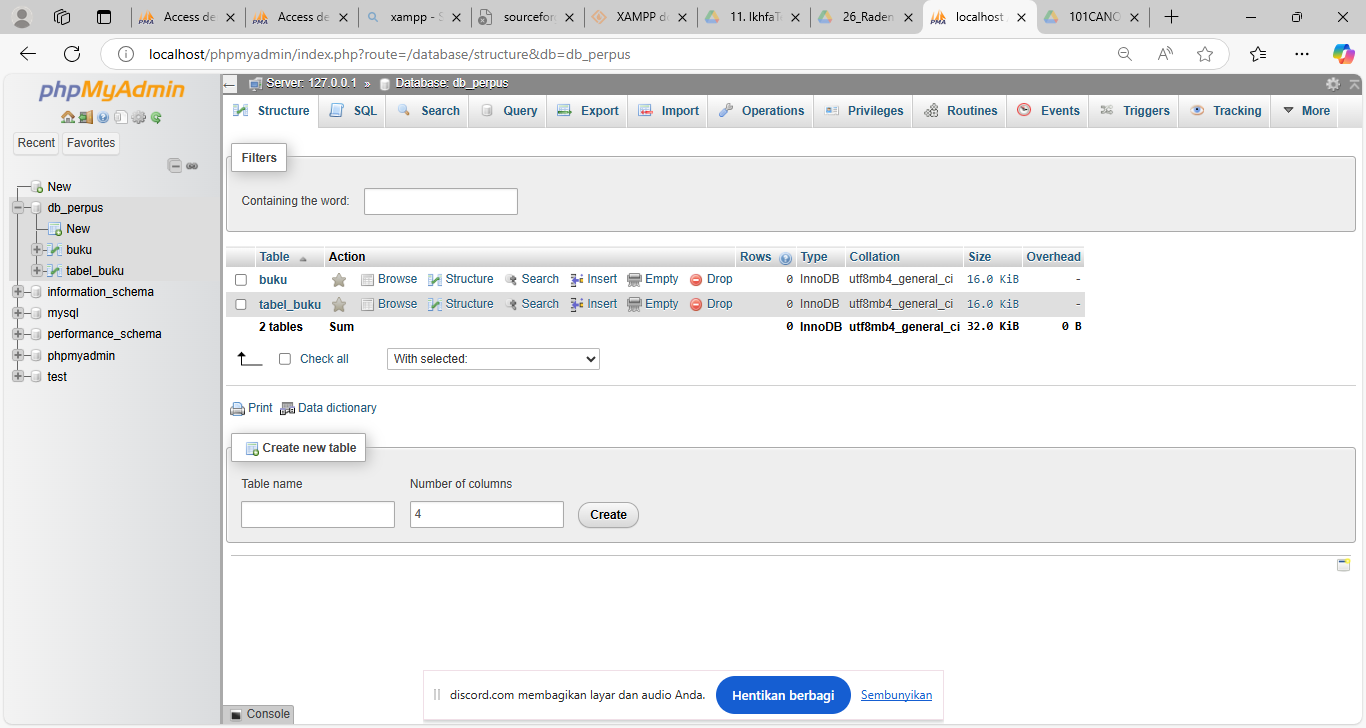 Access de
Access de
xampp - S
sourcefor
XAMPP d
11. IkhfaT
26_Raden
localhost
101CANC
localhost/phpmyadmin/index.php?route=/database/structure&db=db_perpus
phpMyAdmin
Recent Favorites
New
db_perpus
New
buku
tabel_buku
information_schema
mysql
performance_schema
phpmyadmin
test
Server: 127.0.0.1 » Database: db_perpus
Structure SQL Search Query Export Import Operations Privileges Routines Events Triggers Tracking More
Filters
Containing the word:
Table Action Rows Type Collation Size Overhead
buku Browse Structure Search Insert Empty Drop 0 InnoDB utf8mb4_general_ci 16.0 KiB -
tabel_buku Browse Structure Search Insert Empty Drop 0 InnoDB utf8mb4_general_ci 16.0 KiB -
2 tables Sum 0 InnoDB utf8mb4_general_ci 32.0 KiB 0 B
Check all With selected:
Print Data dictionary
Create new table
Table name Number of columns
4 Create
discord.com membagikan layar dan audio Anda. Hentikan berbagi Sembunyikan
Console